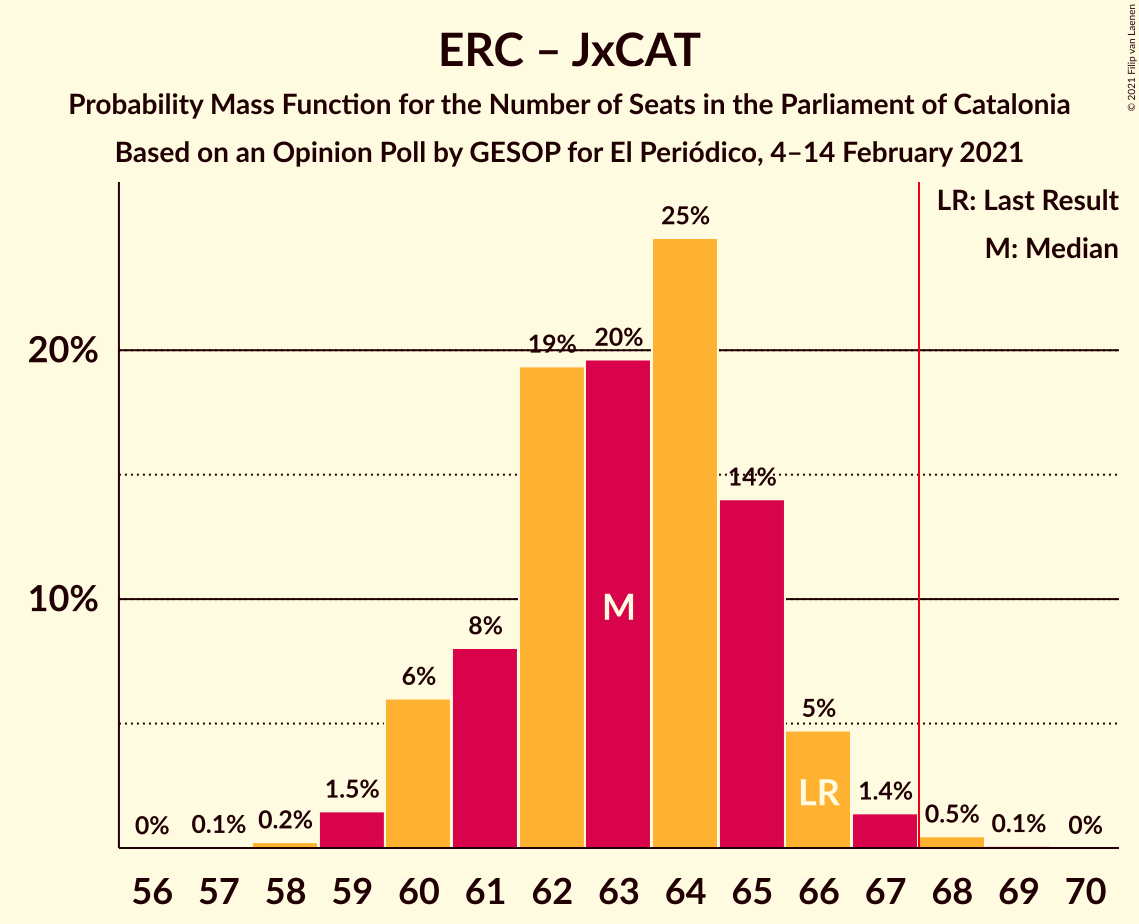 ERC – JxCAT
Probability Mass Function for the Number of Seats in the Parliament of Catalonia
Based on an Opinion Poll by GESOP for El Periódico, 4–14 February 2021
© 2021 Filip van Laenen
LR: Last Result
M: Median
20%
10%
0%
0.1%
0.2%
1.5%
6%
8%
19%
20%
25%
14%
5%
1.4%
0.5%
0.1%
0%
M
LR
56 57 58 59 60 61 62 63 64 65 66 67 68 69 70